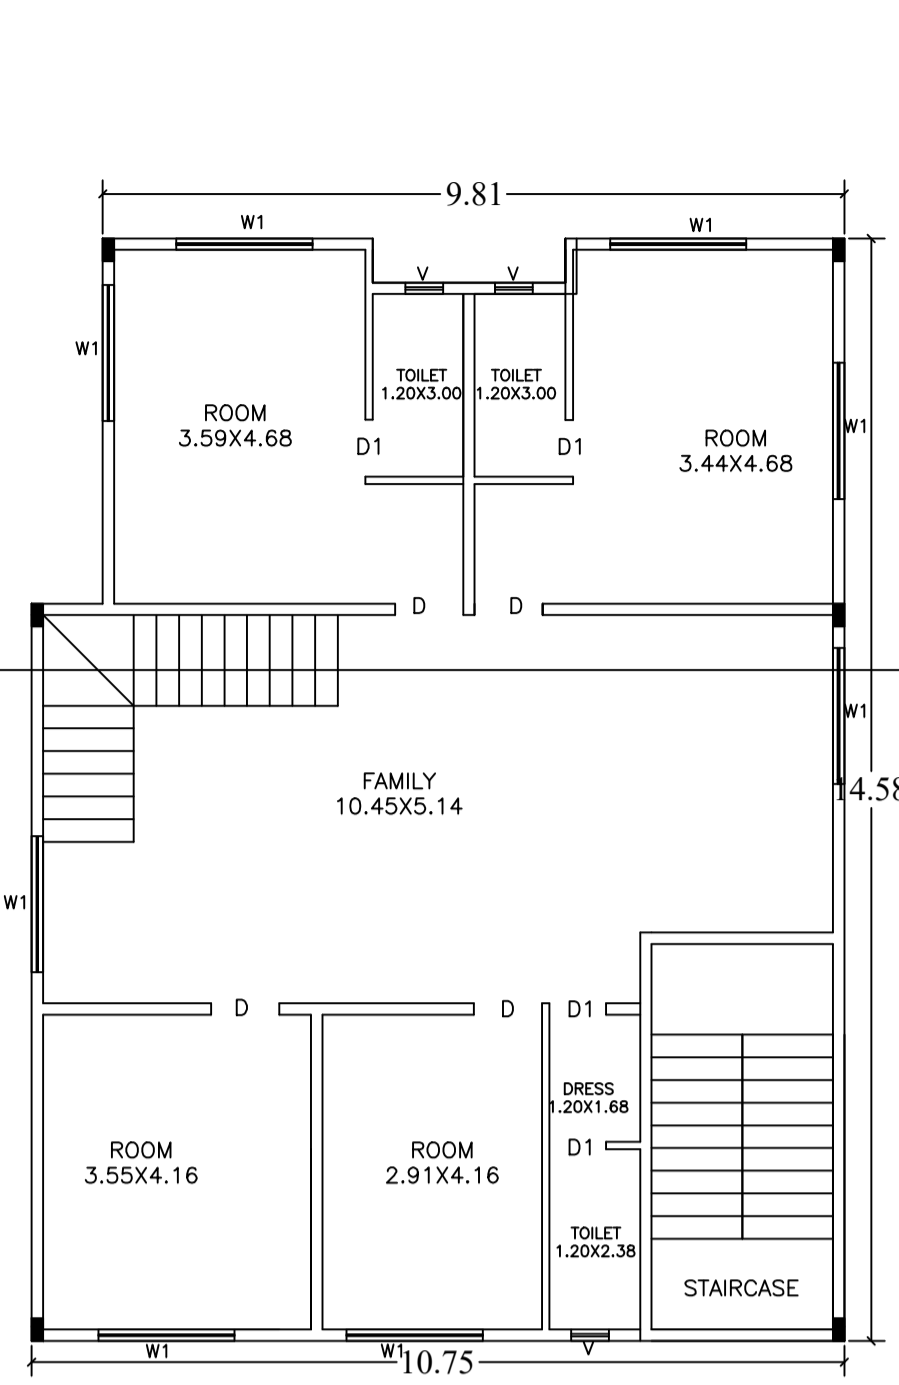 9.81
W1
W1
V
V
W1
TOILET
1.20X3.00
TOILET
1.20X3.00
ROOM
3.59X4.68
W1
ROOM
3.44X4.68
D1
D1
D
D
W1
FAMILY
10.45X5.14
14.58
W1
D
D
D1
DRESS
1.20X1.68
D1
ROOM
3.55X4.16
ROOM
2.91X4.16
TOILET
1.20X2.38
STAIRCASE
W1
W1
V
10.75